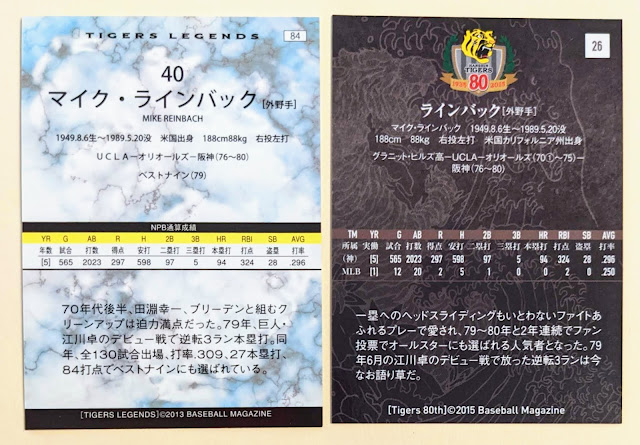 TIGERS LEGENDS
84
40
マイク・ラインバック[外野手]
MIKE REINBACH
1949.8.6生〜1989.5.20没 米国出身 188cm88kg 右投左打
UCLA―オリオールズ―阪神(76〜80)
ベストナイン(79)
NPB通算成績
YR G AB R H 2B 3B HR RBI SB AVG
年数 試合 打数 得点 安打 二塁打 三塁打 本塁打 打点 盗塁 打率
[5] 565 2023 297 598 97 5 94 324 28 .296
70年代後半、田淵幸一、ブリーデンと組むク
リーンアップは迫力満点だった。79年、巨人・
江川卓のデビュー戦で逆転3ラン本塁打。同
年、全130試合出場、打率.309、27本塁打、
84打点でベストナインにも選ばれている。
[TIGERS LEGENDS]©2013 BASEBALL MAGAZINE
HANSHIN
TIGERS
1935 80 2015
26
ラインバック[外野手]
マイク・ラインバック 1949.8.6生〜1989.5.20没
188cm 88kg 右投左打 米国カリフォルニア州出身
グラニット・ヒルズ高―UCLA―オリオールズ(70①〜75)―
阪神(76〜80)
TM YR G AB R H 2B 3B HR RBI SB AVG
所属 実働 試合 打数 得点 安打 二塁打 三塁打 本塁打 打点 盗塁 打率
(神) [5] 565 2023 297 598 97 5 94 324 28 .296
MLB [1] 12 20 2 5 1 0 0 1 0 .250
一塁へのヘッドスライディングもいとわないファイトあ
ふれるプレーで愛され、79〜80年と2年連続でファン
投票でオールスターにも選ばれる人気者となった。79
年6月の江川卓のデビュー戦で放った逆転3ランは今
なお語り草だ。
[Tigers 80th]©2015 Baseball Magazine